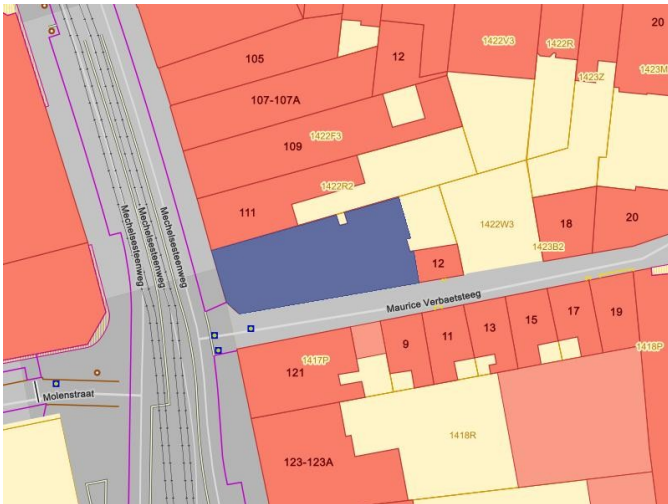 20
1422V3
1422R
105
12
1423Z
1423M
107-107A
1422F3
109
1422R2
111
1422W3
18
20
1423B2
12
Mechelsesteenweg
Mechelsesteenweg
Mechelsesteenweg
Maurice Verbaetsteeg
19
17
15
13
11
9
1417P
1418P
121
Molenstraat
1418R
123-123A